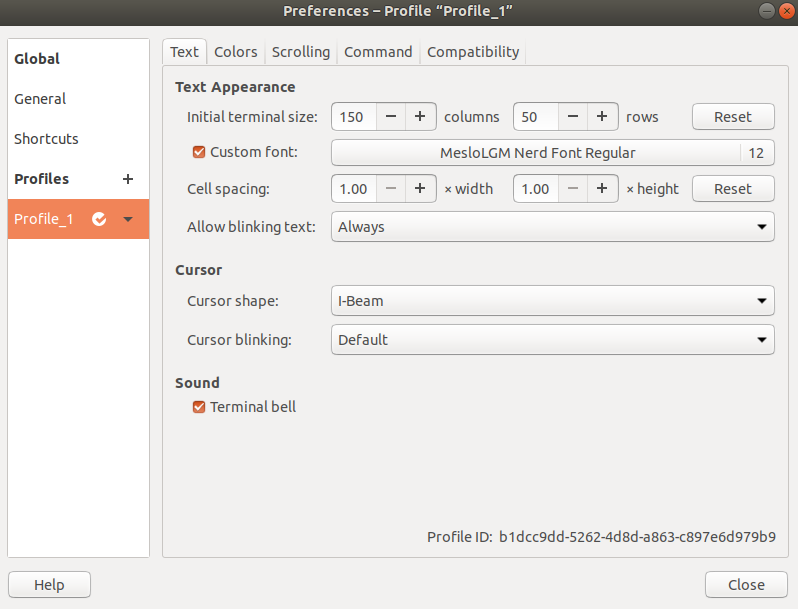 Preferences – Profile “Profile_1”
Global
General
Shortcuts
Profiles +
Profile_1
Text Colors Scrolling Command Compatibility
Text Appearance
Initial terminal size: 150 − + columns 50 − + rows Reset
Custom font: MesloLGM Nerd Font Regular 12
Cell spacing: 1.00 − + × width 1.00 − + × height Reset
Allow blinking text: Always
Cursor
Cursor shape: I-Beam
Cursor blinking: Default
Sound
Terminal bell
Profile ID: b1dcc9dd-5262-4d8d-a863-c897e6d979b9
Help Close